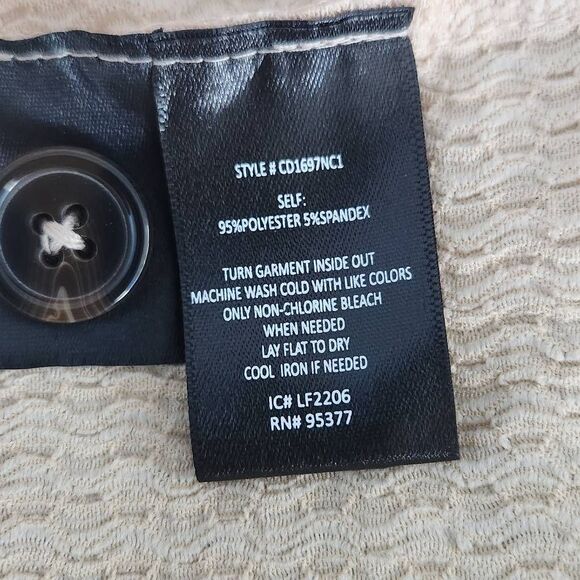 STYLE # CD1697NC1
SELF:
95%POLYESTER 5%SPANDEX
TURN GARMENT INSIDE OUT
MACHINE WASH COLD WITH LIKE COLORS
ONLY NON-CHLORINE BLEACH
WHEN NEEDED
LAY FLAT TO DRY
COOL IRON IF NEEDED
IC# LF2206
RN# 95377